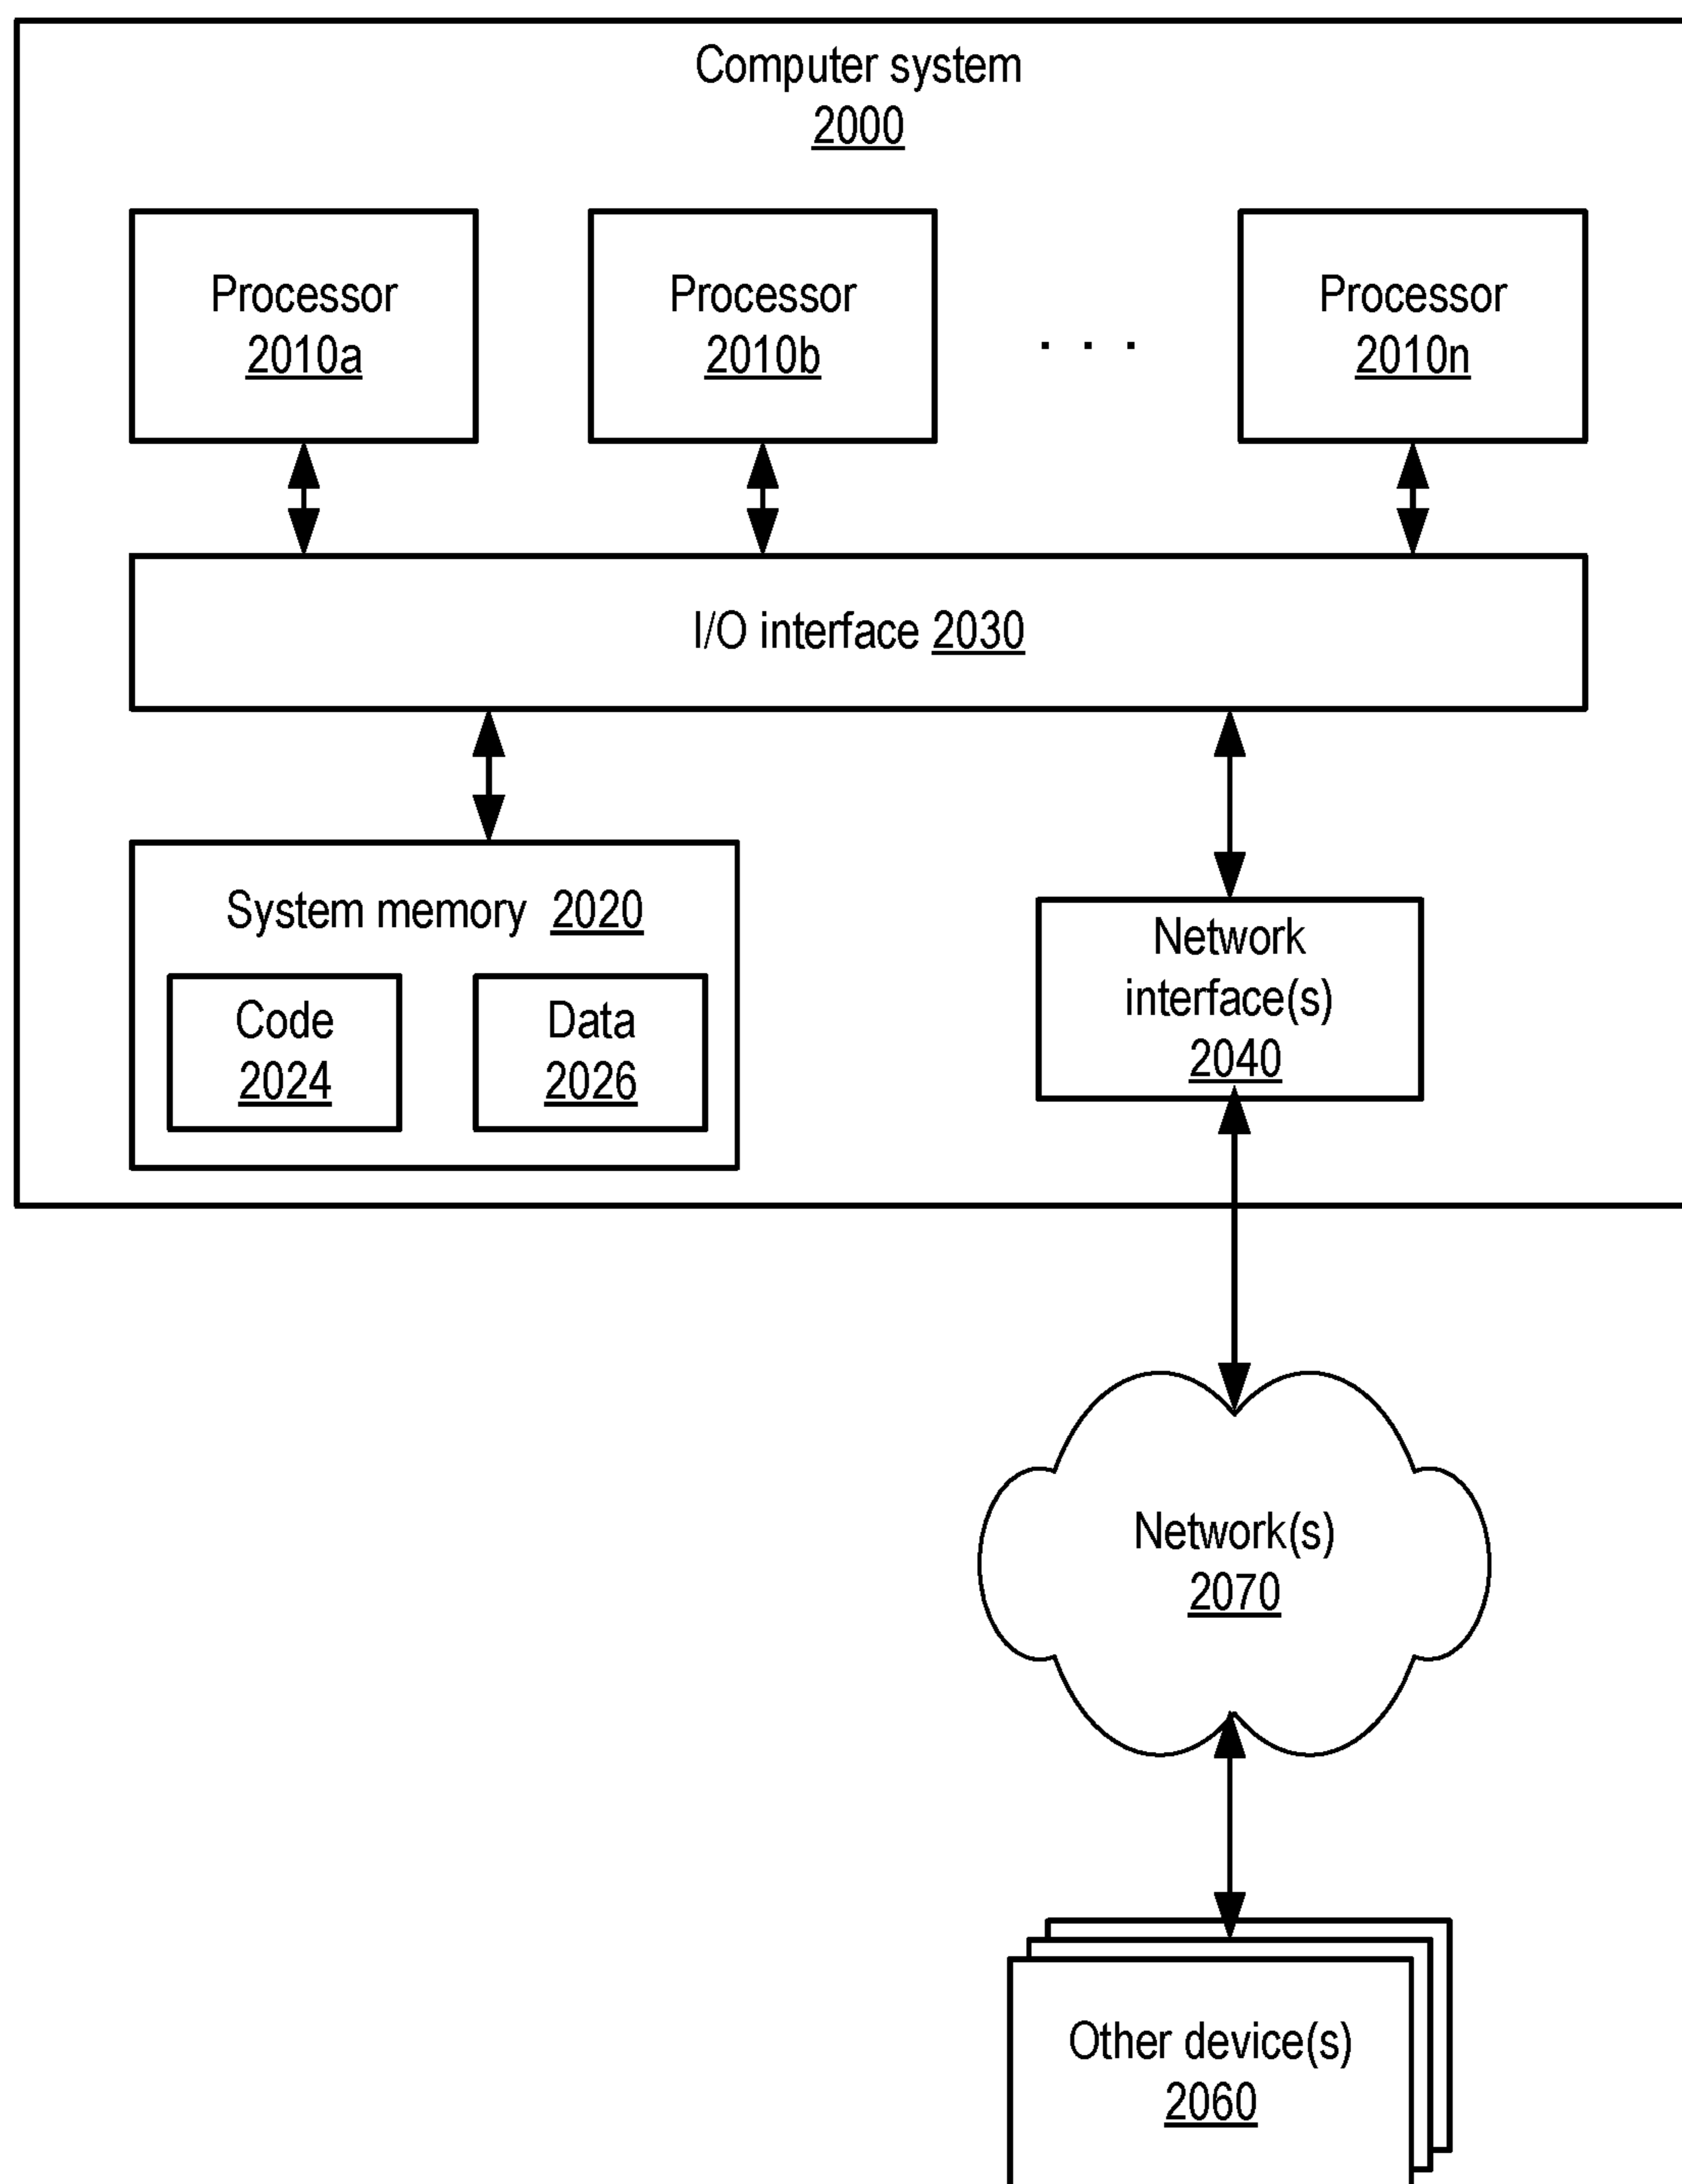 Computer system
2000
Processor
2010a
Processor
2010b
. . .
Processor
2010n
I/O interface 2030
System memory 2020
Code
2024
Data
2026
Network
interface(s)
2040
Network(s)
2070
Other device(s)
2060